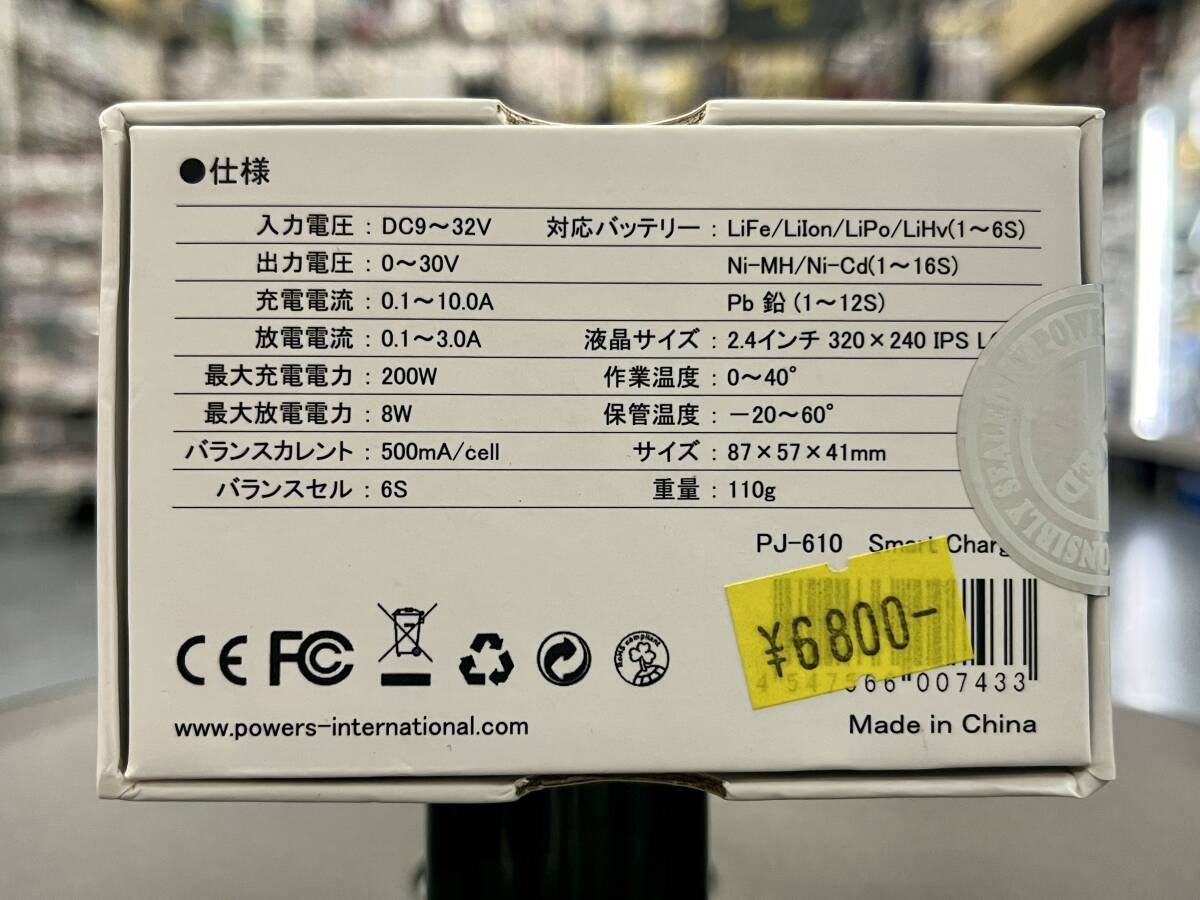 ●仕様
入力電圧 : DC9～32V 対応バッテリー : LiFe/LiIon/LiPo/LiHv(1～6S)
出力電圧 : 0～30V Ni-MH/Ni-Cd(1～16S)
充電電流 : 0.1～10.0A Pb 鉛 (1～12S)
放電電流 : 0.1～3.0A 液晶サイズ : 2.4インチ 320×240 IPS
最大充電電力 : 200W 作業温度 : 0～40°
最大放電電力 : 8W 保管温度 : －20～60°
バランスカレント : 500mA/cell サイズ : 87×57×41mm
バランスセル : 6S 重量 : 110g
PJ-610 Smart
¥6800-
007433
CE FC
RoHS compliant
www.powers-international.com
Made in China